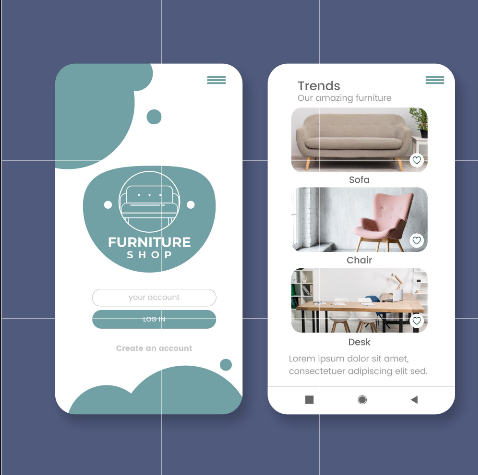 FURNITURE
SHOP
your account
LOG IN
Create an account
Trends
Our amazing furniture
Sofa
Chair
Desk
Lorem ipsum dolor sit amet,
consectetuer adipiscing elit sed.